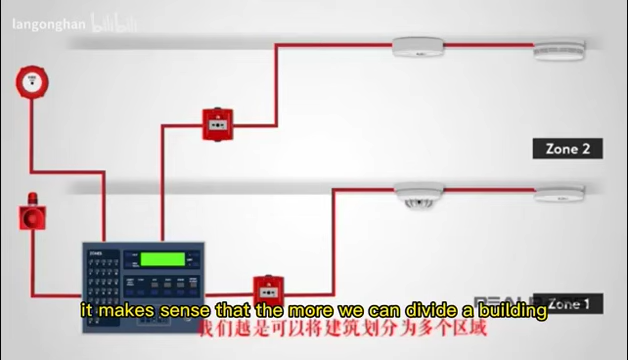 langonghan bilibili
Zone 2
Zone 1
it makes sense that the more we can divide a building
我们越是可以将建筑划分为多个区域